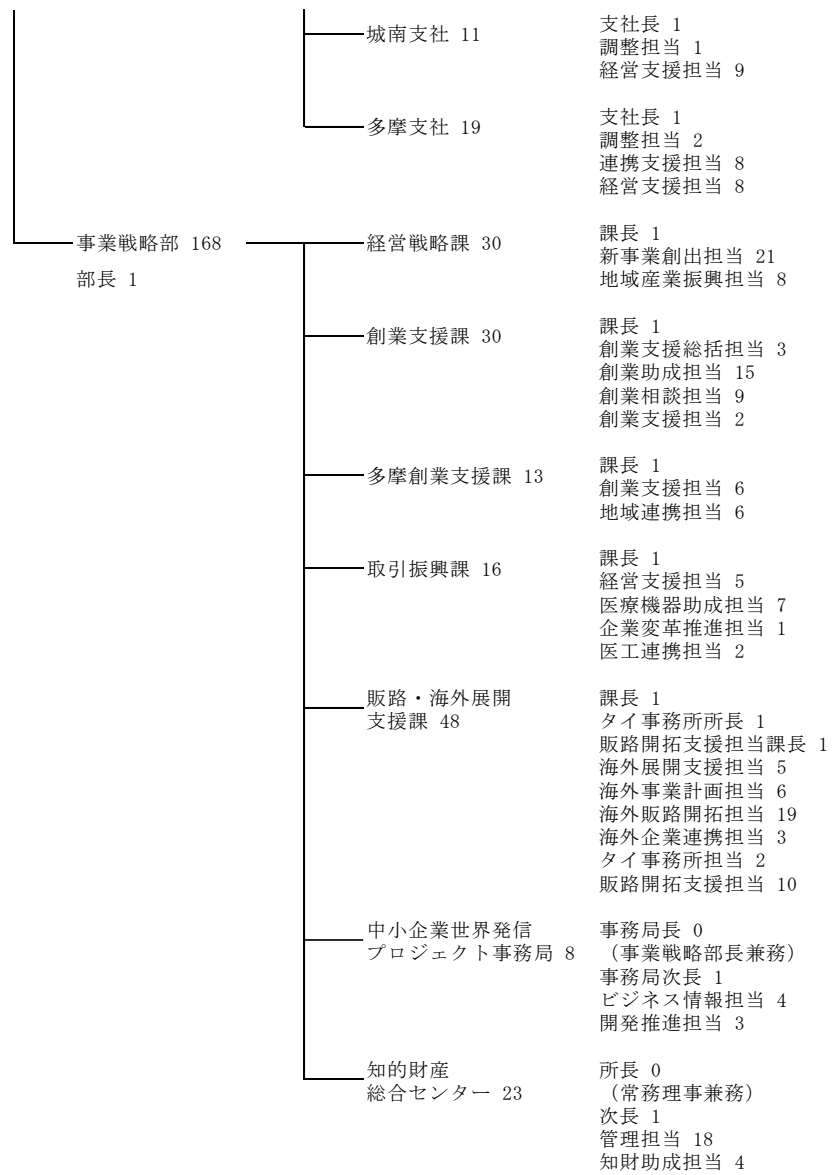 城南支社 11
支社長 1
調整担当 1
経営支援担当 9
多摩支社 19
支社長 1
調整担当 2
連携支援担当 8
経営支援担当 8
事業戦略部 168
部長 1
経営戦略課 30
課長 1
新事業創出担当 21
地域産業振興担当 8
創業支援課 30
課長 1
創業支援総括担当 3
創業助成担当 15
創業相談担当 9
創業支援担当 2
多摩創業支援課 13
課長 1
創業支援担当 6
地域連携担当 6
取引振興課 16
課長 1
経営支援担当 5
医療機器助成担当 7
企業変革推進担当 1
医工連携担当 2
販路・海外展開
支援課 48
課長 1
タイ事務所所長 1
販路開拓支援担当課長 1
海外展開支援担当 5
海外事業計画担当 6
海外販路開拓担当 19
海外企業連携担当 3
タイ事務所担当 2
販路開拓支援担当 10
中小企業世界発信
プロジェクト事務局 8
事務局長 0
（事業戦略部長兼務）
事務局次長 1
ビジネス情報担当 4
開発推進担当 3
知的財産
総合センター 23
所長 0
（常務理事兼務）
次長 1
管理担当 18
知財助成担当 4